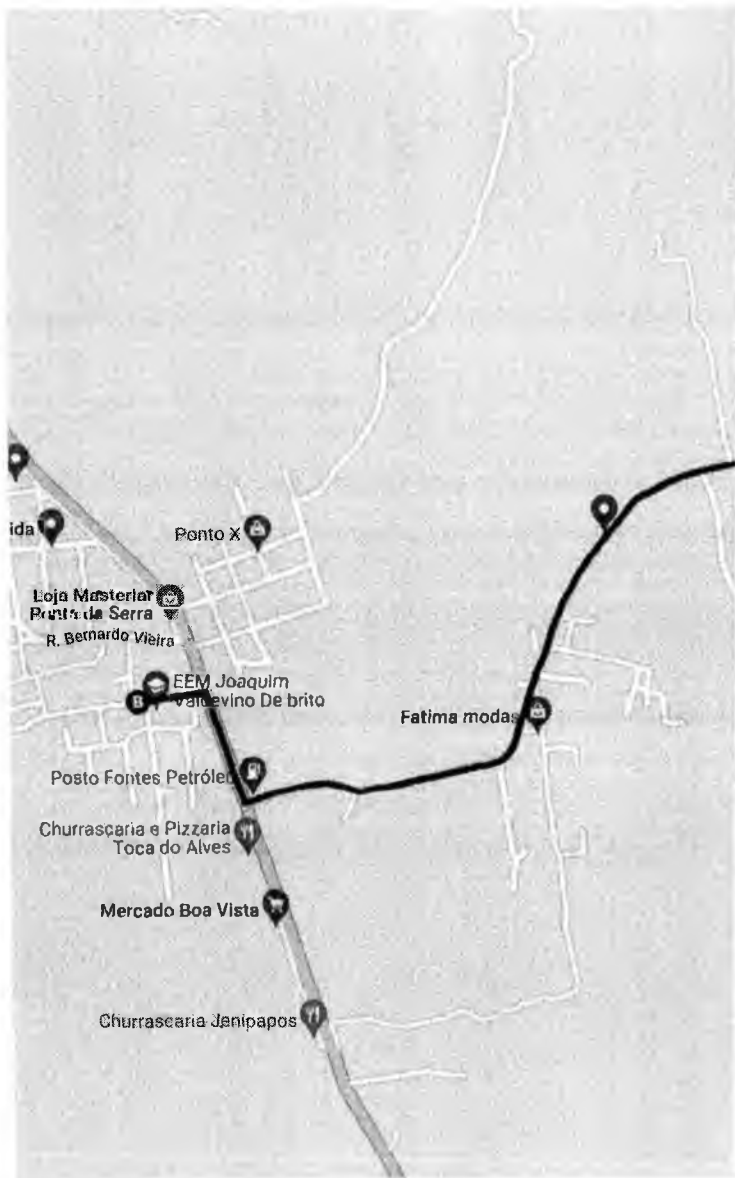 Ponto X
ida
Loja Masterlar
Ponta da Serra
R. Bernardo Vieira
EEM Joaquim
Valdevino De brito
B
Fatima modas
Posto Fontes Petróleo
Churrascaria e Pizzaria
Toca do Alves
Mercado Boa Vista
Churrascaria Jenipapos